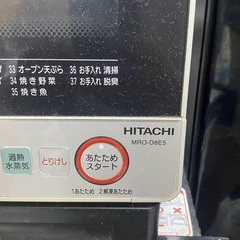 33 オーブン天ぷら 36 お手入れ 清掃
34 焼き野菜 37 お手入れ 脱臭
35 焼き魚
HITACHI
MRO-D8E5
過熱
水蒸気
とりけし
あたため
スタート
1あたため 2 解凍あたため